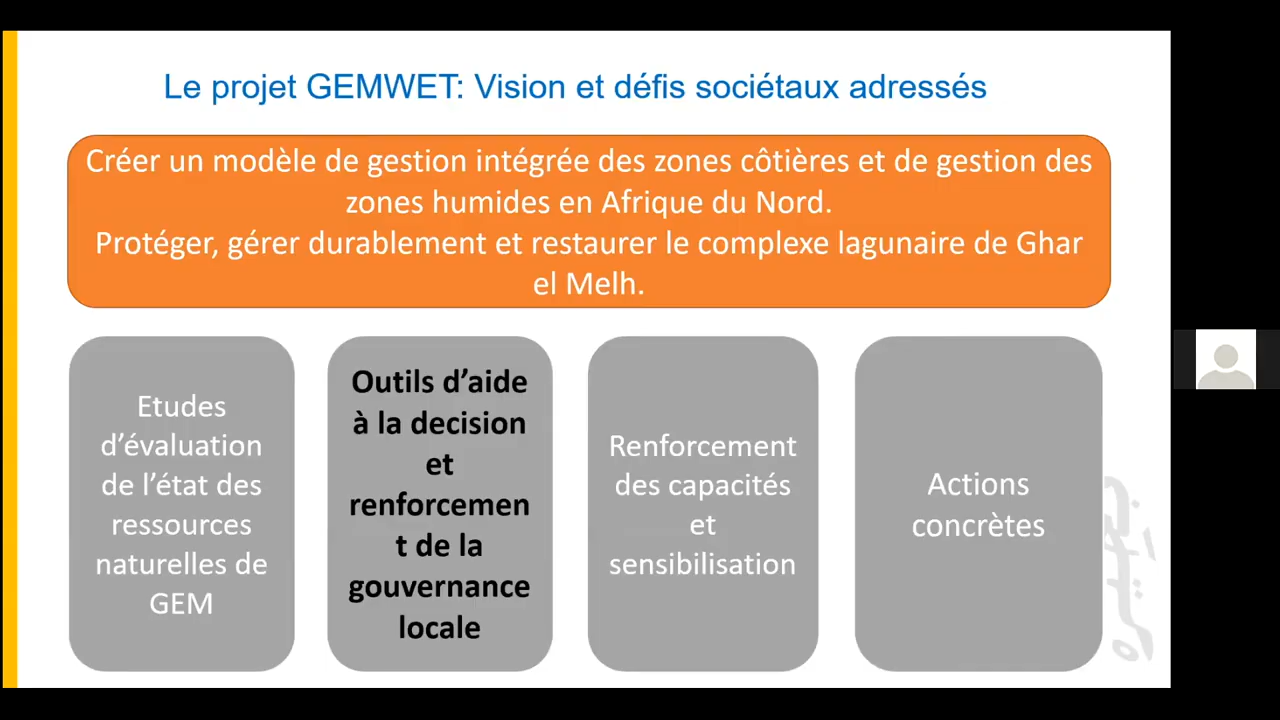 Le projet GEMWET: Vision et défis sociétaux adressés
Créer un modèle de gestion intégrée des zones côtières et de gestion des
zones humides en Afrique du Nord.
Protéger, gérer durablement et restaurer le complexe lagunaire de Ghar
el Melh.
Etudes
d’évaluation
de l’état des
ressources
naturelles de
GEM
Outils d’aide
à la decision
et
renforcemen
t de la
gouvernance
locale
Renforcement
des capacités
et
sensibilisation
Actions
concrètes